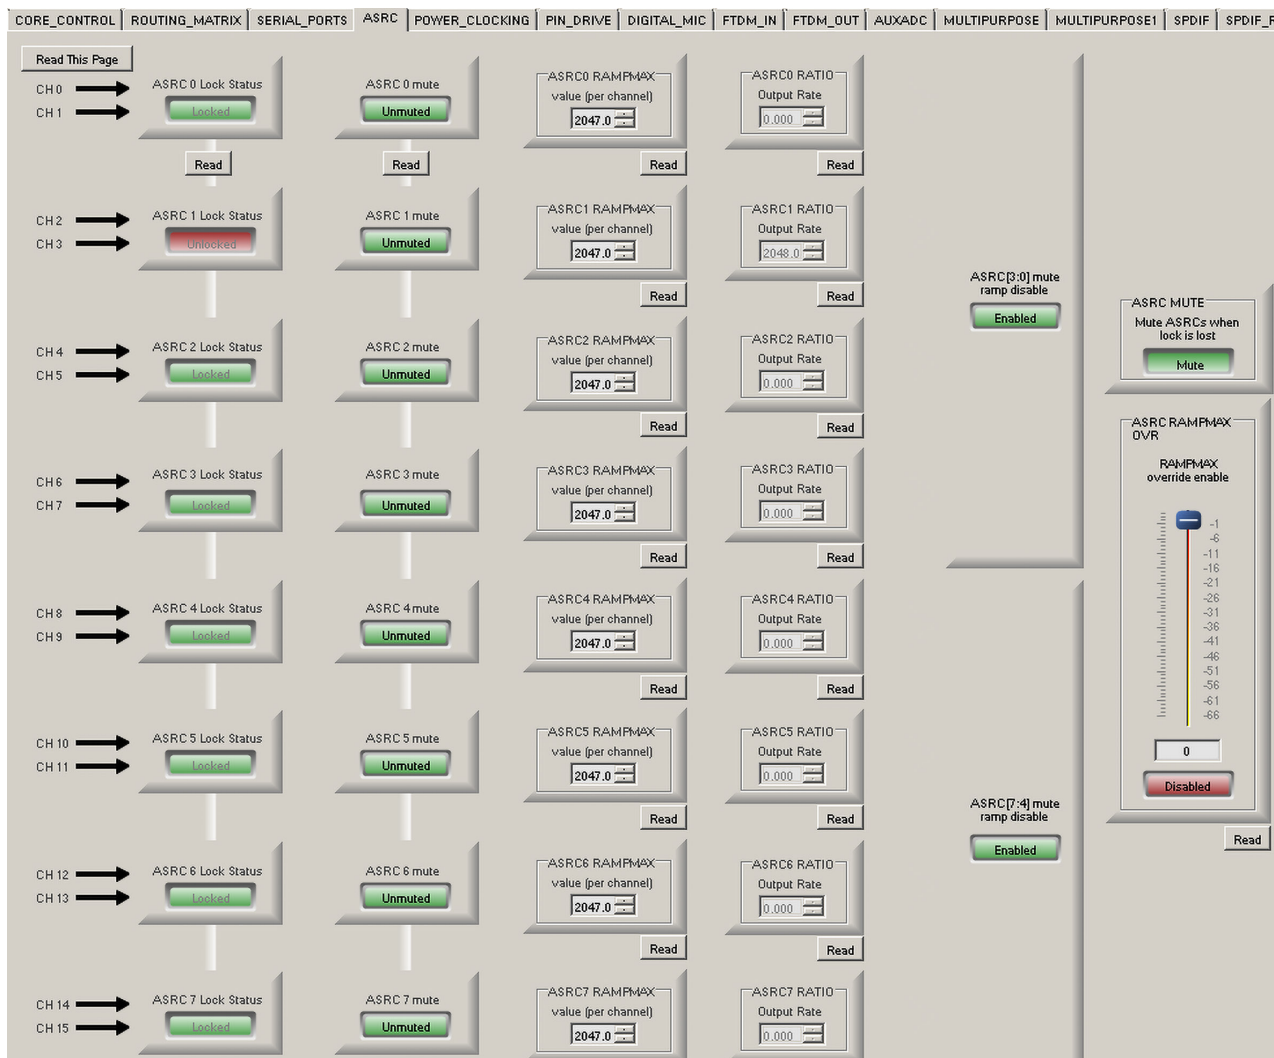 CORE_CONTROL ROUTING_MATRIX SERIAL_PORTS ASRC POWER_CLOCKING PIN_DRIVE DIGITAL_MIC FTDM_IN FTDM_OUT AUXADC MULTIPURPOSE MULTIPURPOSE1 SPDIF SPDIF_R
Read This Page
CH 0
CH 1
ASRC 0 Lock Status
Locked
Read
ASRC 0 mute
Unmuted
Read
ASRC0 RAMPMAX
value (per channel)
2047.0
Read
ASRC0 RATIO
Output Rate
0.000
Read
CH 2
CH 3
ASRC 1 Lock Status
Unlocked
ASRC 1 mute
Unmuted
ASRC1 RAMPMAX
value (per channel)
2047.0
Read
ASRC1 RATIO
Output Rate
2048.0
Read
CH 4
CH 5
ASRC 2 Lock Status
Locked
ASRC 2 mute
Unmuted
ASRC2 RAMPMAX
value (per channel)
2047.0
Read
ASRC2 RATIO
Output Rate
0.000
Read
CH 6
CH 7
ASRC 3 Lock Status
Locked
ASRC 3 mute
Unmuted
ASRC3 RAMPMAX
value (per channel)
2047.0
Read
ASRC3 RATIO
Output Rate
0.000
Read
CH 8
CH 9
ASRC 4 Lock Status
Locked
ASRC 4 mute
Unmuted
ASRC4 RAMPMAX
value (per channel)
2047.0
Read
ASRC4 RATIO
Output Rate
0.000
Read
CH 10
CH 11
ASRC 5 Lock Status
Locked
ASRC 5 mute
Unmuted
ASRC5 RAMPMAX
value (per channel)
2047.0
Read
ASRC5 RATIO
Output Rate
0.000
Read
CH 12
CH 13
ASRC 6 Lock Status
Locked
ASRC 6 mute
Unmuted
ASRC6 RAMPMAX
value (per channel)
2047.0
Read
ASRC6 RATIO
Output Rate
0.000
Read
CH 14
CH 15
ASRC 7 Lock Status
Locked
ASRC 7 mute
Unmuted
ASRC7 RAMPMAX
value (per channel)
2047.0
ASRC7 RATIO
Output Rate
0.000
ASRC[3:0] mute
ramp disable
Enabled
ASRC[7:4] mute
ramp disable
Enabled
ASRC MUTE
Mute ASRCs when
lock is lost
Mute
ASRC RAMPMAX
OVR
RAMPMAX
override enable
-1
-6
-11
-16
-21
-26
-31
-36
-41
-46
-51
-56
-61
-66
0
Disabled
Read